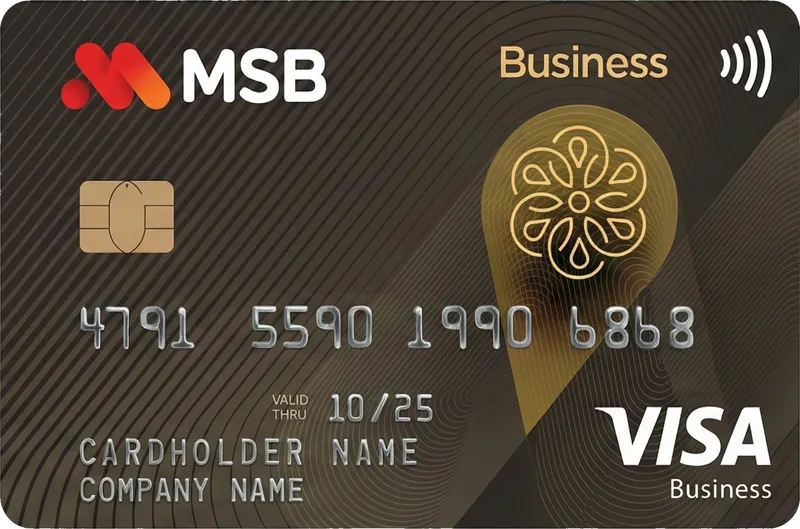 MSB
Business
4791 5590 1990 6868
VALID
THRU
10/25
CARDHOLDER NAME
COMPANY NAME
VISA
Business